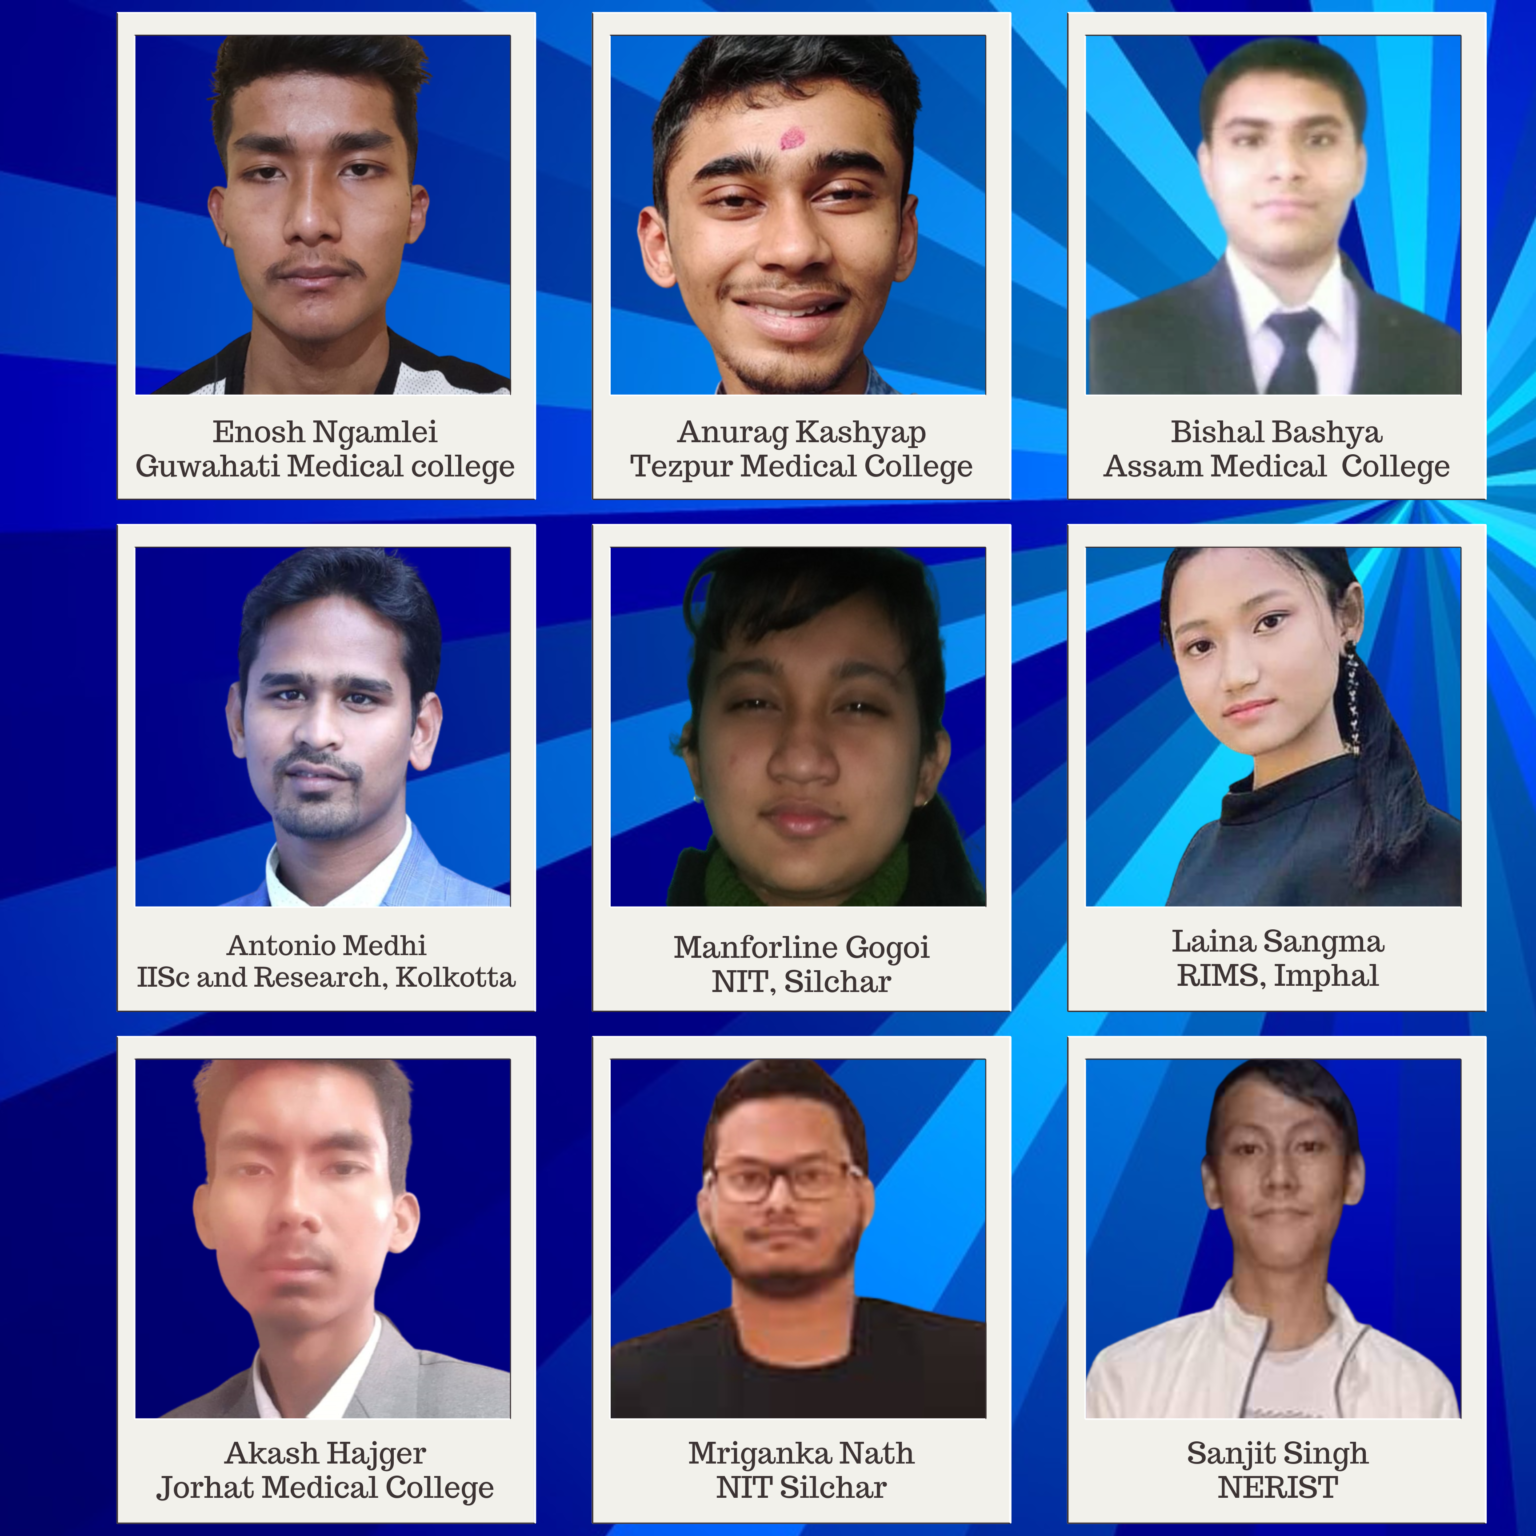 Enosh Ngamlei
Guwahati Medical college
Anurag Kashyap
Tezpur Medical College
Bishal Bashya
Assam Medical College
Antonio Medhi
IISc and Research, Kolkotta
Manforline Gogoi
NIT, Silchar
Laina Sangma
RIMS, Imphal
Akash Hajger
Jorhat Medical College
Mriganka Nath
NIT Silchar
Sanjit Singh
NERIST